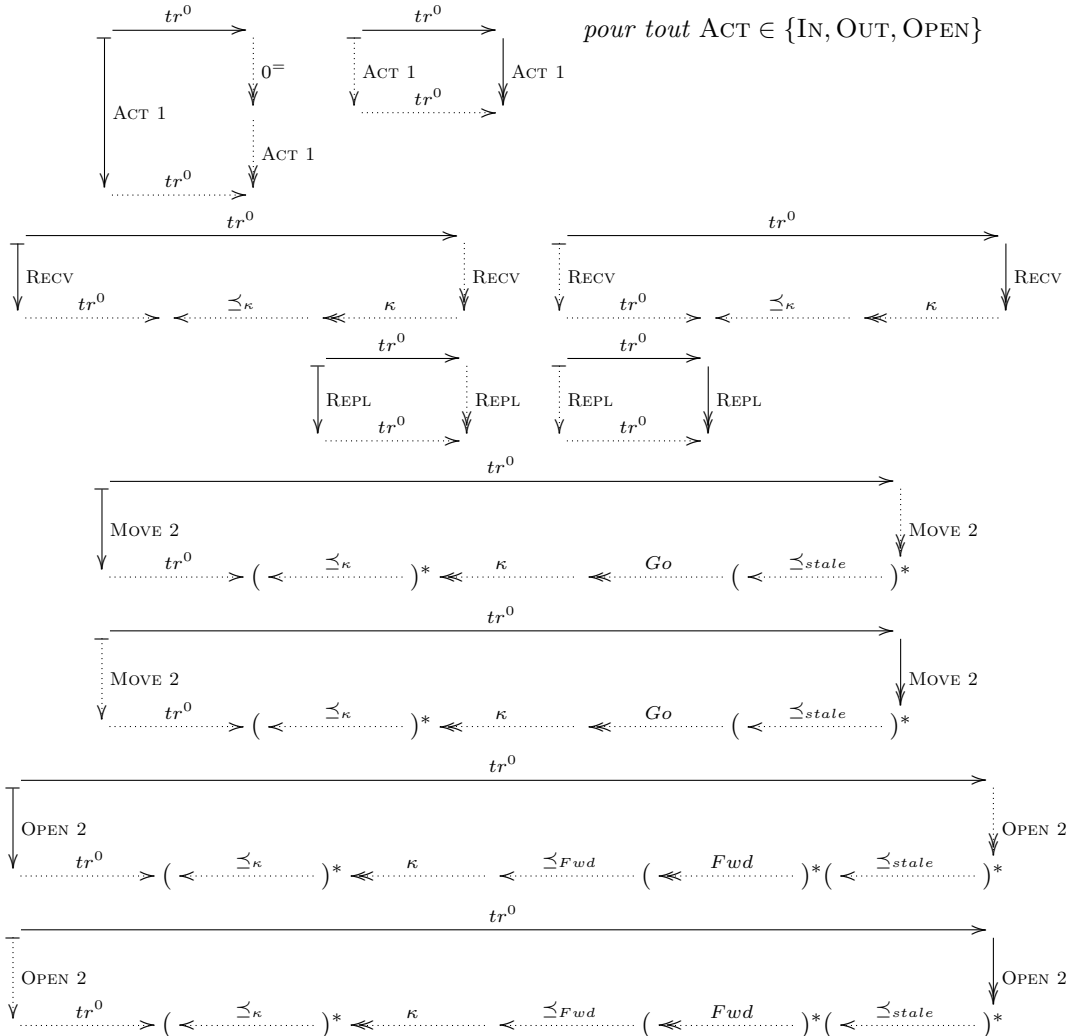 tr⁰ tr⁰ pour tout ACT ∈ {IN, OUT, OPEN}
0⁼ ACT 1 ACT 1
ACT 1 tr⁰
ACT 1
tr⁰
tr⁰ tr⁰
RECV RECV RECV RECV
tr⁰ ⪯κ κ tr⁰ ⪯κ κ
tr⁰ tr⁰
REPL REPL REPL REPL
tr⁰ tr⁰
tr⁰
MOVE 2 MOVE 2
tr⁰ ( ⪯κ )* κ Go ( ⪯stale )*
tr⁰
MOVE 2 MOVE 2
tr⁰ ( ⪯κ )* κ Go ( ⪯stale )*
tr⁰
OPEN 2 OPEN 2
tr⁰ ( ⪯κ )* κ ⪯Fwd ( Fwd )* ( ⪯stale )*
tr⁰
OPEN 2 OPEN 2
tr⁰ ( ⪯κ )* κ ⪯Fwd ( Fwd )* ( ⪯stale )*